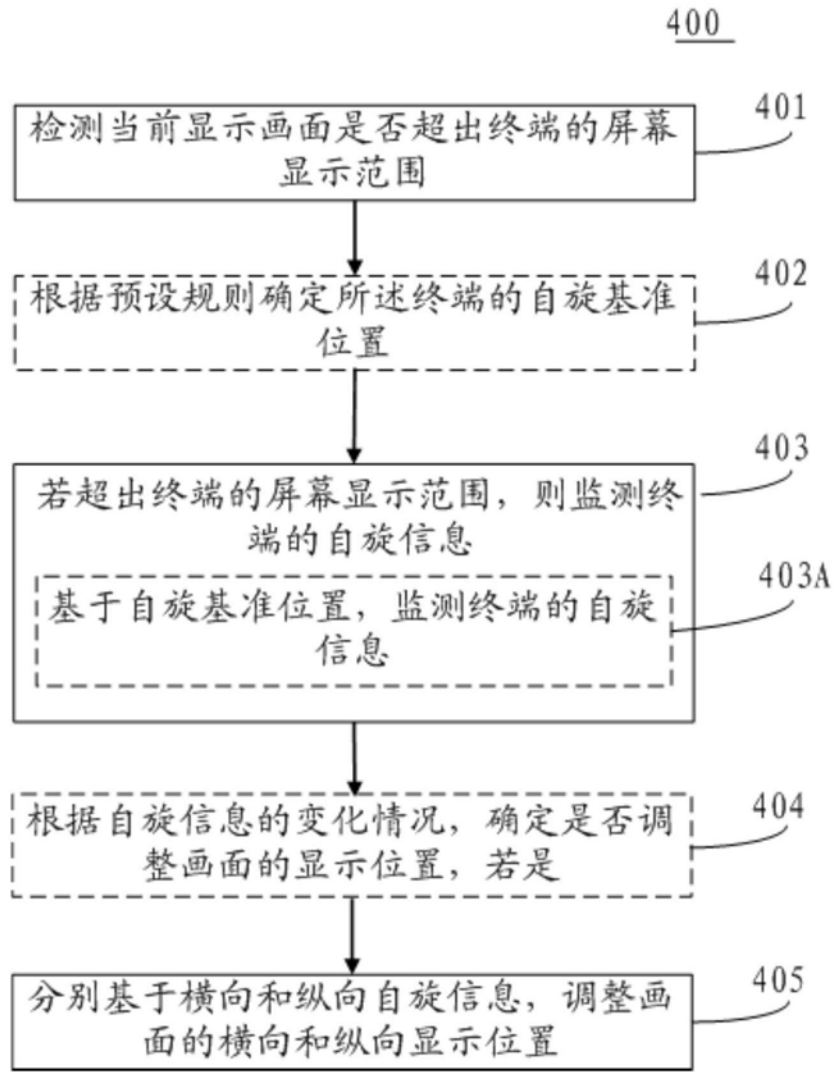 400
401
检测当前显示画面是否超出终端的屏幕
显示范围
402
根据预设规则确定所述终端的自旋基准
位置
403
若超出终端的屏幕显示范围，则监测终
端的自旋信息
403A
基于自旋基准位置，监测终端的自旋
信息
404
根据自旋信息的变化情况，确定是否调
整画面的显示位置，若是
405
分别基于横向和纵向自旋信息，调整画
面的横向和纵向显示位置